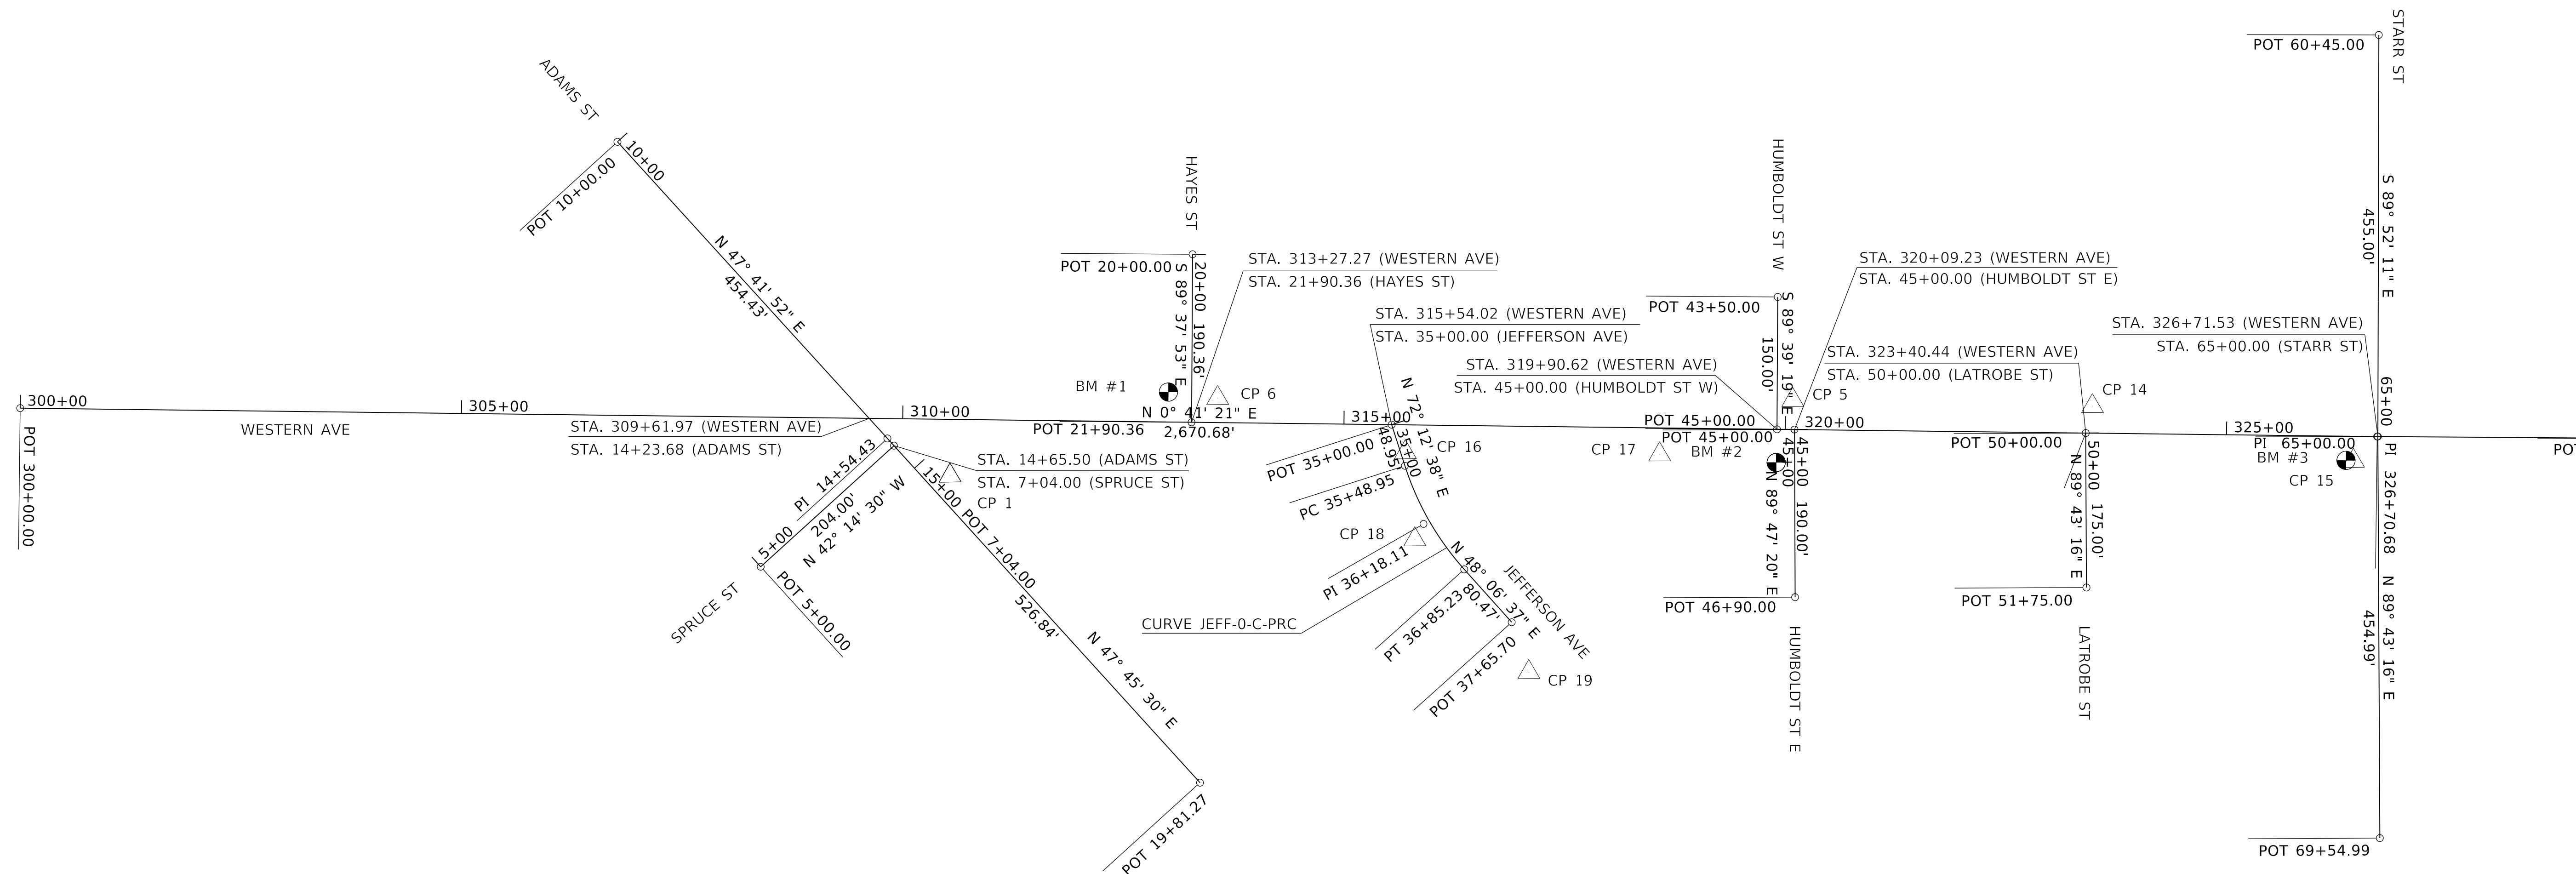 STARR ST
POT 60+45.00
ADAMS ST
10+00
POT 10+00.00
N 47° 41' 52" E
454.43'
HAYES ST
POT 20+00.00
S 89° 37' 53" E
20+00 190.36'
STA. 313+27.27 (WESTERN AVE)
STA. 21+90.36 (HAYES ST)
HUMBOLDT ST W
POT 43+50.00
S 89° 39' 19" E
150.00'
STA. 320+09.23 (WESTERN AVE)
STA. 45+00.00 (HUMBOLDT ST E)
S 89° 52' 11" E
455.00'
STA. 315+54.02 (WESTERN AVE)
STA. 35+00.00 (JEFFERSON AVE)
STA. 319+90.62 (WESTERN AVE)
STA. 45+00.00 (HUMBOLDT ST W)
STA. 323+40.44 (WESTERN AVE)
STA. 50+00.00 (LATROBE ST)
STA. 326+71.53 (WESTERN AVE)
STA. 65+00.00 (STARR ST)
BM #1
CP 6
CP 5
CP 14
65+00
300+00
305+00
310+00
N 0° 41' 21" E
2,670.68'
315+00
320+00
325+00
POT 300+00.00
WESTERN AVE
STA. 309+61.97 (WESTERN AVE)
STA. 14+23.68 (ADAMS ST)
POT 21+90.36
POT 45+00.00
POT 45+00.00
POT 50+00.00
PI 65+00.00
POT
BM #2
BM #3
CP 15
CP 16
CP 17
PI 14+54.43
STA. 14+65.50 (ADAMS ST)
STA. 7+04.00 (SPRUCE ST)
CP 1
15+00
POT 7+04.00
526.84'
N 47° 45' 30" E
204.00'
N 42° 14' 30" W
5+00
POT 5+00.00
SPRUCE ST
POT 19+81.27
N 72° 12' 38" E
35+00
48.95'
POT 35+00.00
PC 35+48.95
CP 18
PI 36+18.11
CURVE JEFF-0-C-PRC
PT 36+85.23
N 48° 06' 37" E
80.47'
JEFFERSON AVE
POT 37+65.70
CP 19
45+00
45+00 190.00'
N 89° 47' 20" E
POT 46+90.00
HUMBOLDT ST E
50+00 175.00'
N 89° 43' 16" E
POT 51+75.00
LATROBE ST
PI 326+70.68
N 89° 43' 16" E
454.99'
POT 69+54.99